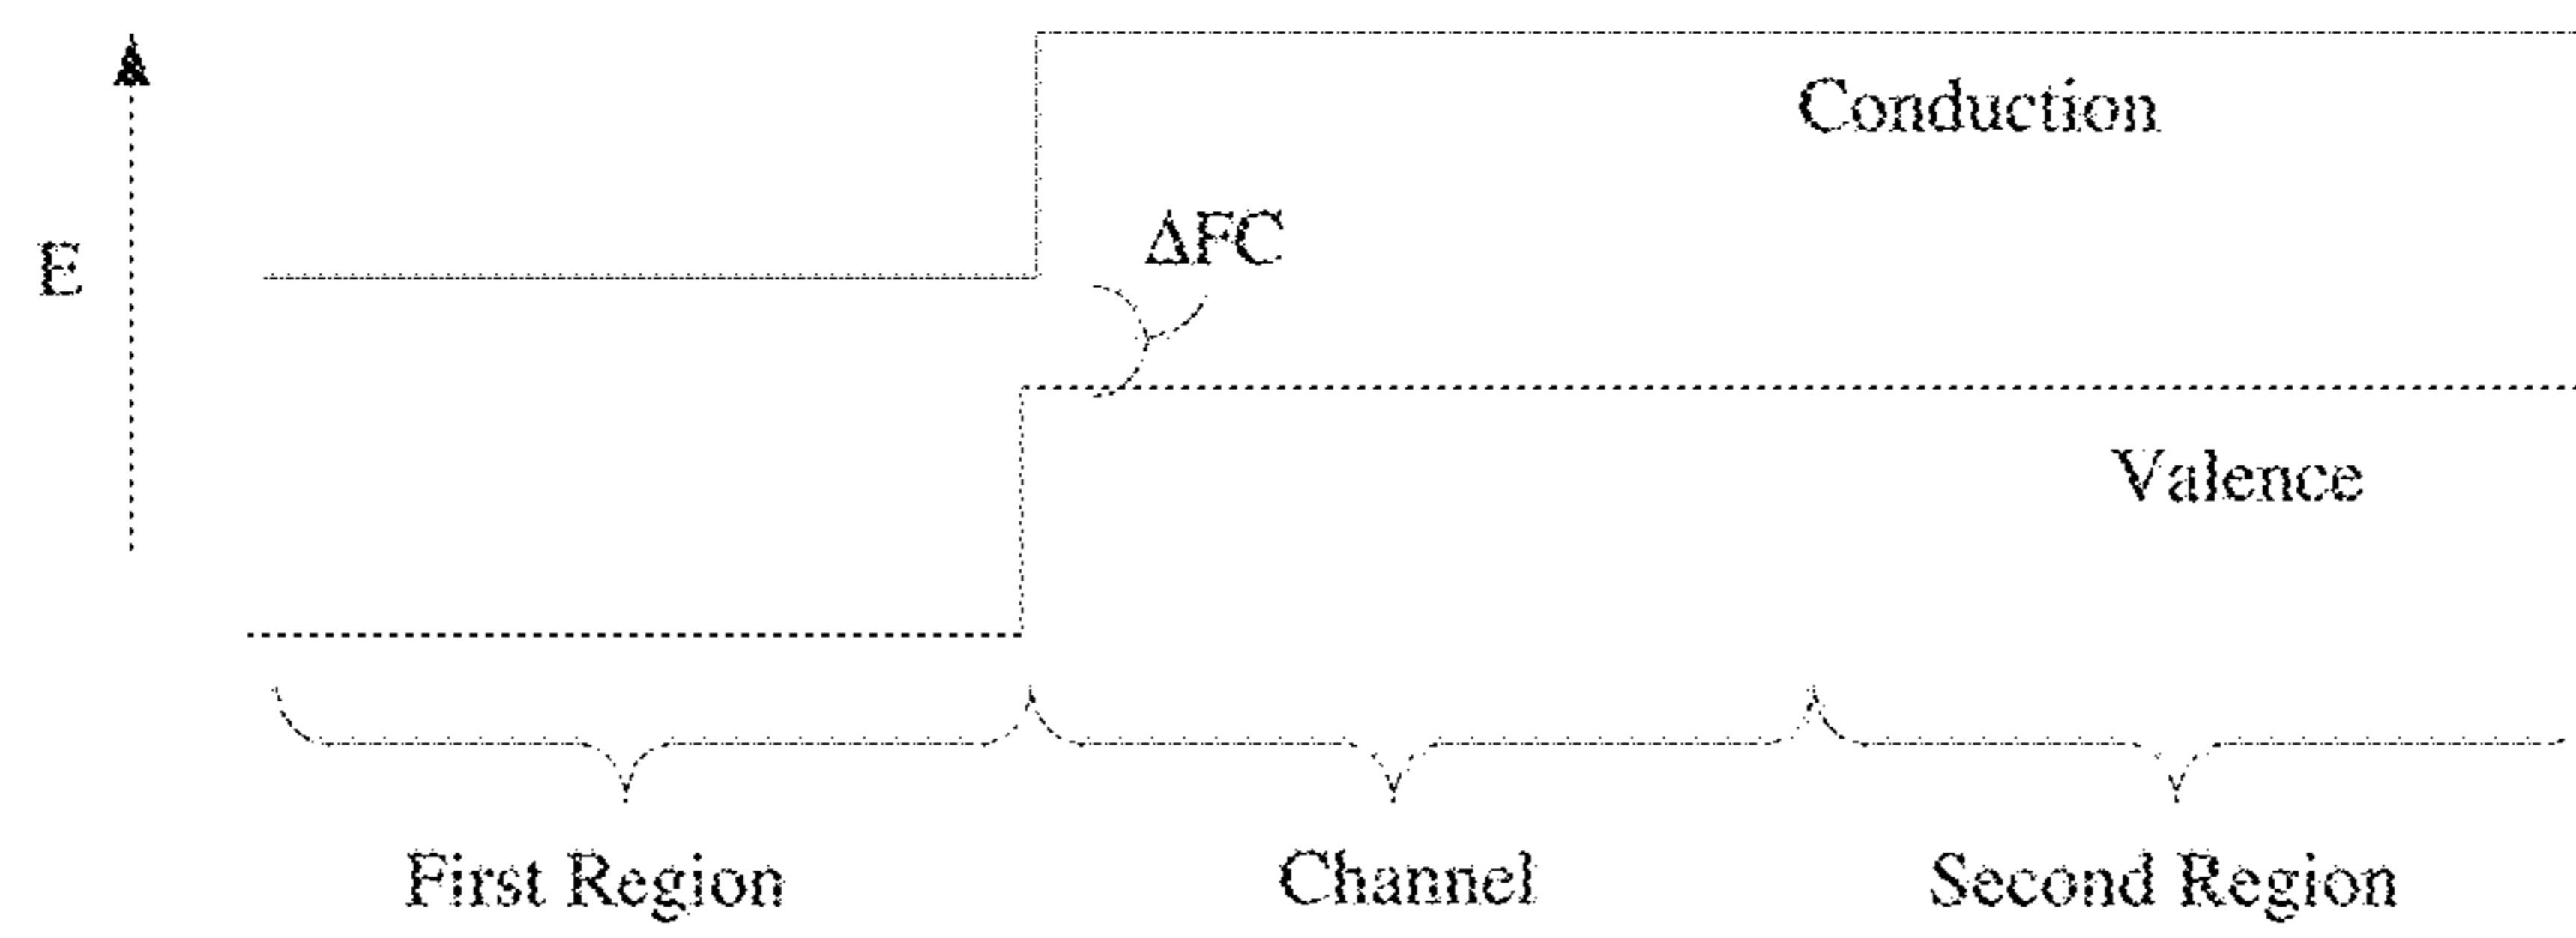 Conduction
ΔFC
E
Valence
First Region
Channel
Second Region